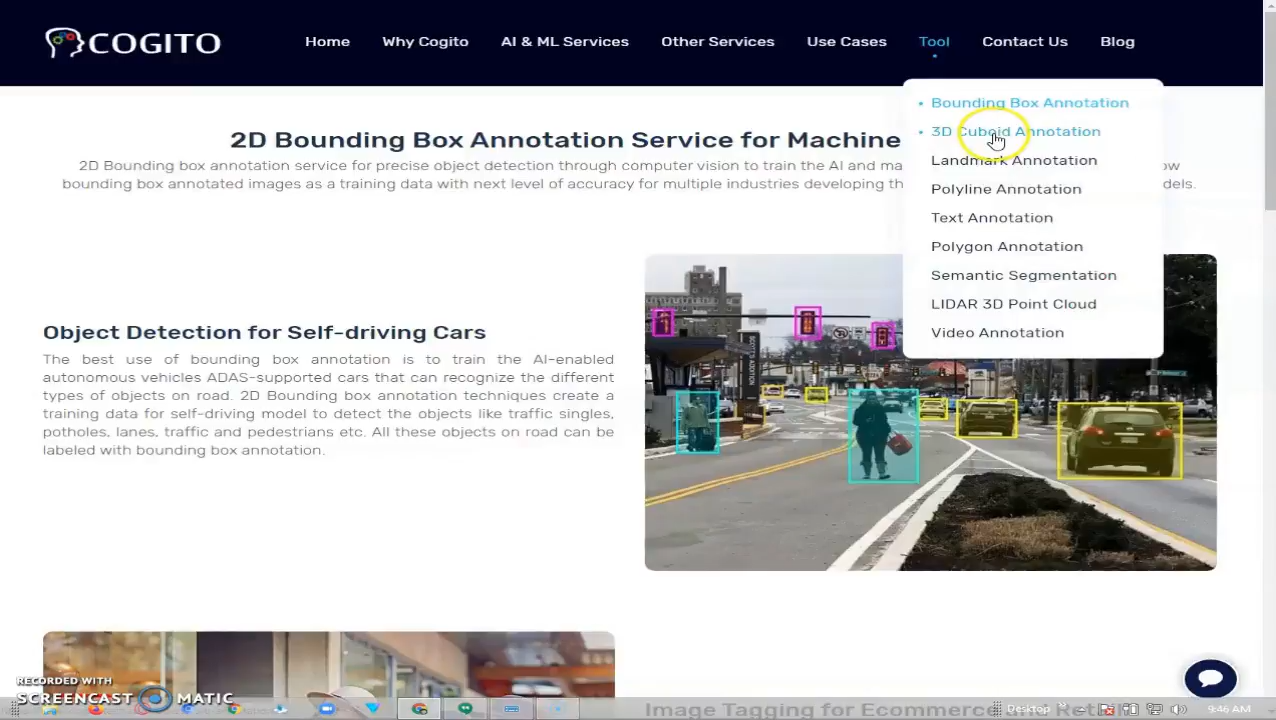 COGITO
Home Why Cogito AI & ML Services Other Services Use Cases Tool Contact Us Blog
Bounding Box Annotation
3D Cuboid Annotation
Landmark Annotation
Polyline Annotation
Text Annotation
Polygon Annotation
Semantic Segmentation
LIDAR 3D Point Cloud
Video Annotation
2D Bounding Box Annotation Service for Machine
2D Bounding box annotation service for precise object detection through computer vision to train the AI and
bounding box annotated images as a training data with next level of accuracy for multiple industries developing
Object Detection for Self-driving Cars
The best use of bounding box annotation is to train the AI-enabled
autonomous vehicles ADAS-supported cars that can recognize the different
types of objects on road. 2D Bounding box annotation techniques create a
training data for self-driving model to detect the objects like traffic singles,
potholes, lanes, traffic and pedestrians etc. All these objects on road can be
labeled with bounding box annotation.
Image Tagging for Ecommerce and
RECORDED WITH
SCREENCAST MATIC
Desktop
9:46 AM